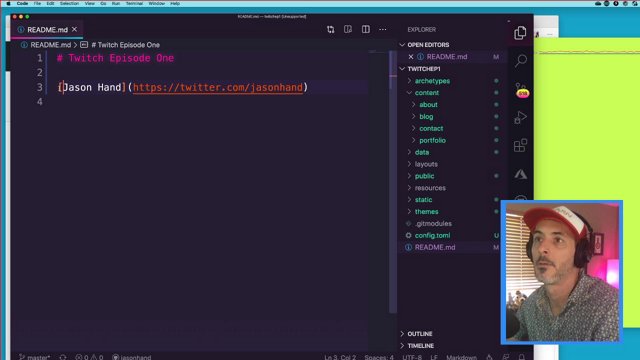 Code File Edit Selection View Go Run Terminal Window Help
README.md — twitchep1 [Unsupported]
README.md
README.md > # Twitch Episode One
1 # Twitch Episode One
2
3 [Jason Hand](https://twitter.com/jasonhand)
4
EXPLORER
OPEN EDITORS
README.md M
TWITCHEP1
archetypes
content
about
blog
contact
portfolio
data
layouts
public
resources
static
themes
.gitmodules
config.toml U
README.md M
OUTLINE
TIMELINE
master* 0 0 jasonhand Ln 3, Col 2 Spaces: 4 UTF-8 LF Markdown